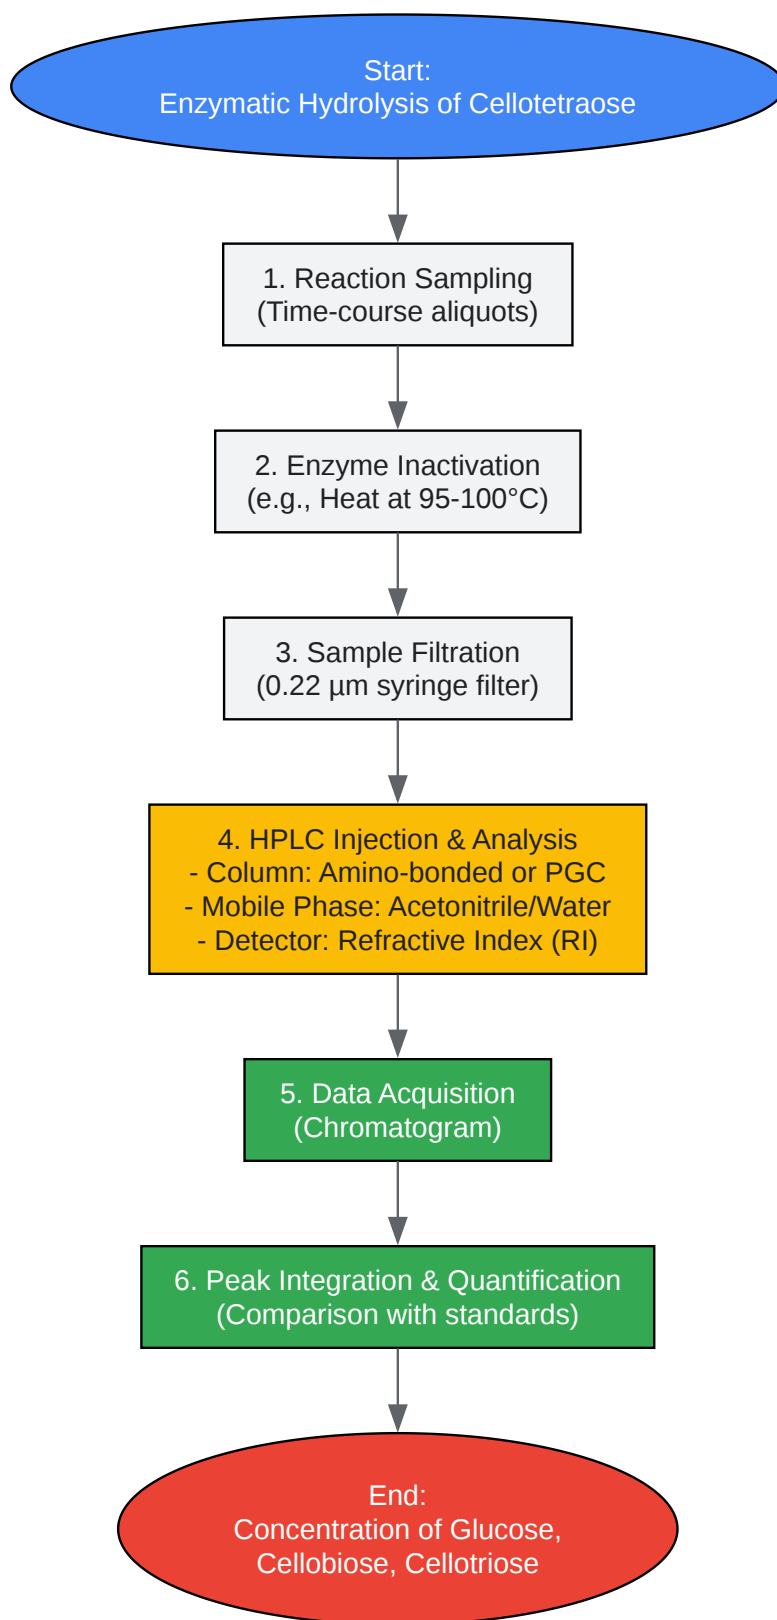 Start:
Enzymatic Hydrolysis of Cellotetraose
1. Reaction Sampling
(Time-course aliquots)
2. Enzyme Inactivation
(e.g., Heat at 95-100°C)
3. Sample Filtration
(0.22 µm syringe filter)
4. HPLC Injection & Analysis
- Column: Amino-bonded or PGC
- Mobile Phase: Acetonitrile/Water
- Detector: Refractive Index (RI)
5. Data Acquisition
(Chromatogram)
6. Peak Integration & Quantification
(Comparison with standards)
End:
Concentration of Glucose,
Cellobiose, Cellotriose